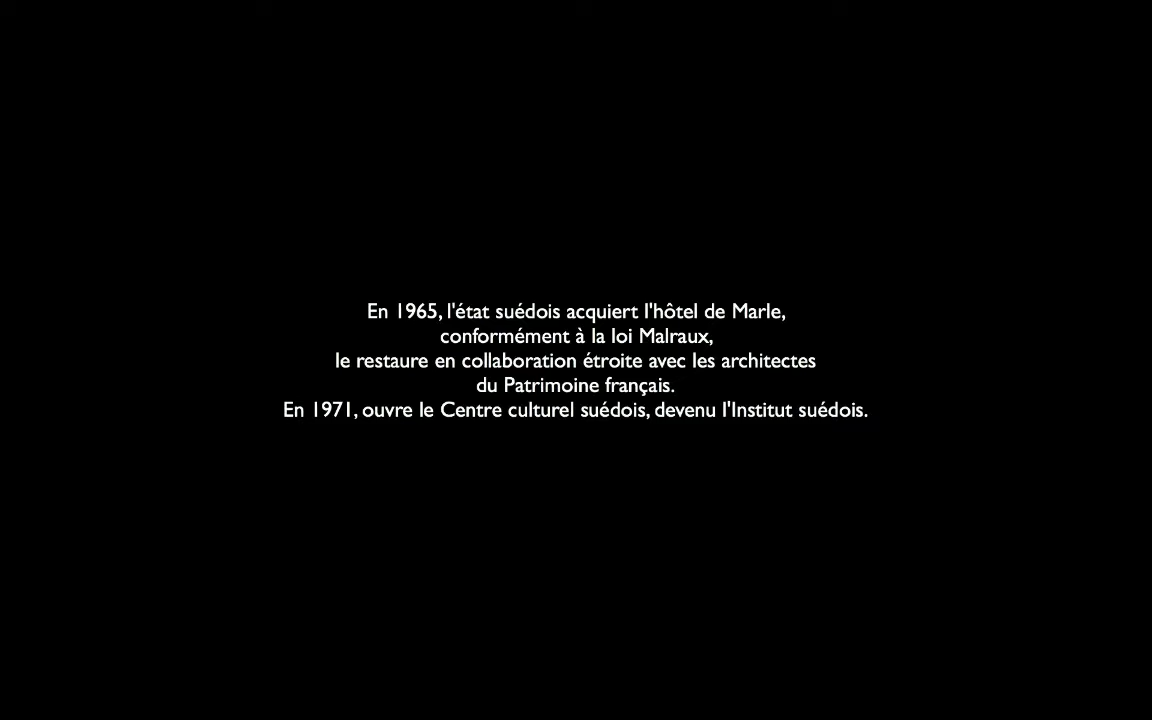 En 1965, l'état suédois acquiert l'hôtel de Marle,
conformément à la loi Malraux,
le restaure en collaboration étroite avec les architectes
du Patrimoine français.
En 1971, ouvre le Centre culturel suédois, devenu l'Institut suédois.